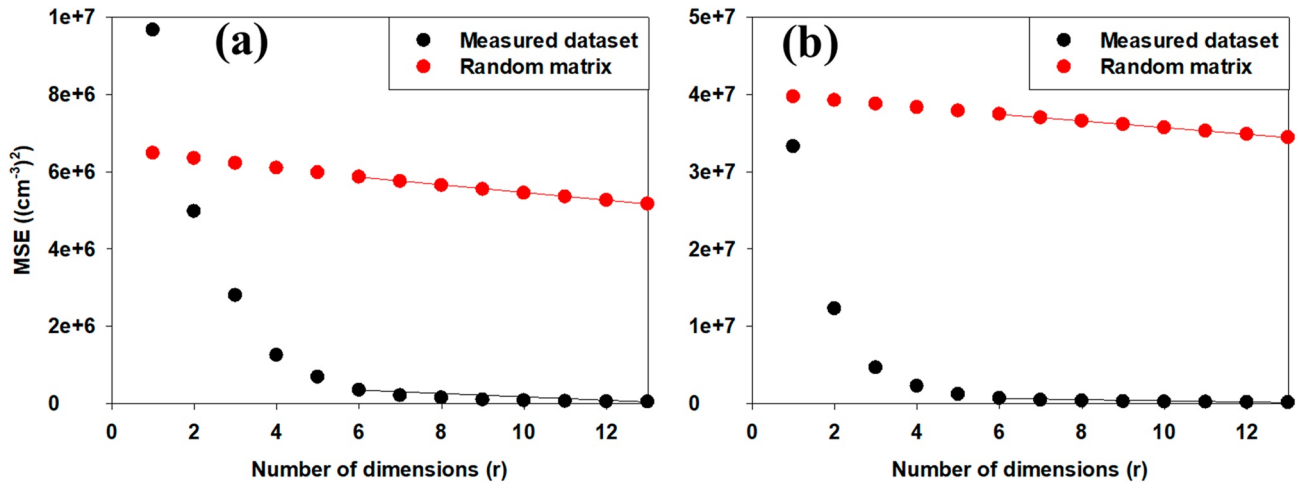 (a)
Measured dataset
Random matrix
MSE ((cm-3)2
1e+7
8e+6
6e+6
4e+6
2e+6
0
0 2 4 6 8 10 12
Number of dimensions (r)
(b)
Measured dataset
Random matrix
5e+7
4e+7
3e+7
2e+7
1e+7
0
0 2 4 6 8 10 12
Number of dimensions (r)